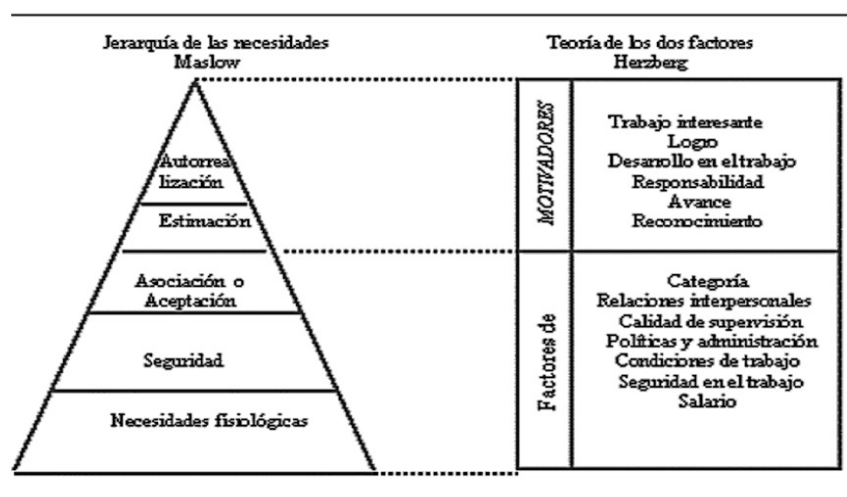 Jerarquía de las necesidades
Maslow
Autorrea
lización
Estimación
Asociación o
Aceptación
Seguridad
Necesidades fisiológicas
Teoría de los dos factores
Herzberg
MOTIVADORES
Trabajo interesante
Logro
Desarrollo en el trabajo
Responsabilidad
Avance
Reconocimiento
Factores de
Categoría
Relaciones interpersonales
Calidad de supervisión
Políticas y administración
Condiciones de trabajo
Seguridad en el trabajo
Salario